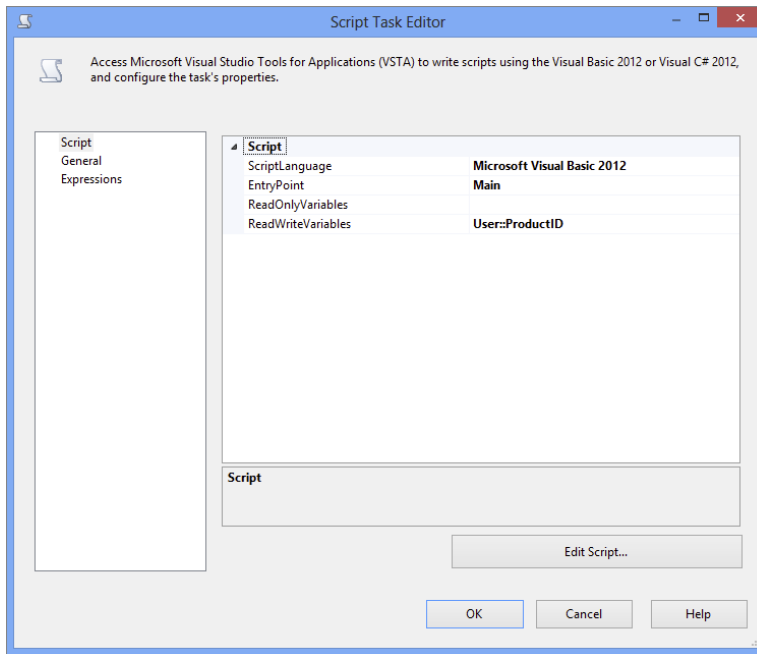 Script Task Editor
Access Microsoft Visual Studio Tools for Applications (VSTA) to write scripts using the Visual Basic 2012 or Visual C# 2012,
and configure the task's properties.
Script
General
Expressions
Script
ScriptLanguage Microsoft Visual Basic 2012
EntryPoint Main
ReadOnlyVariables
ReadWriteVariables User::ProductID
Script
Edit Script...
OK Cancel Help